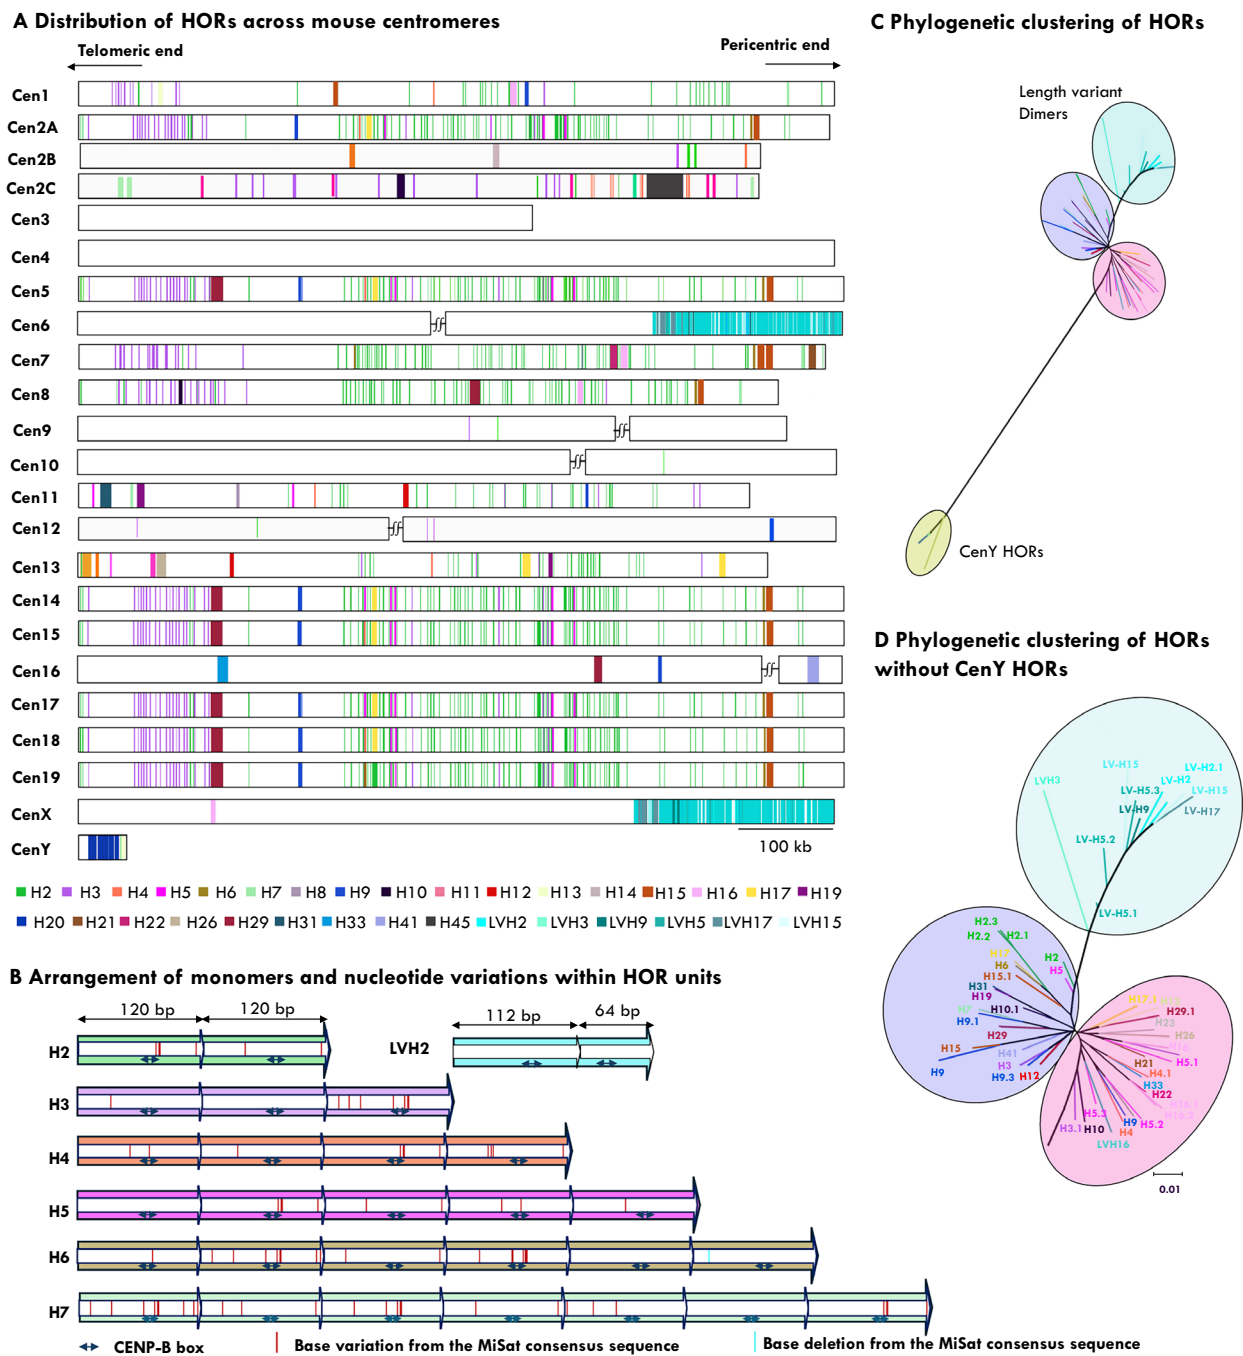 A Distribution of HORs across mouse centromeres
Telomeric end
Pericentric end
Cen1
Cen2A
Cen2B
Cen2C
Cen3
Cen4
Cen5
Cen6
Cen7
Cen8
Cen9
Cen10
Cen11
Cen12
Cen13
Cen14
Cen15
Cen16
Cen17
Cen18
Cen19
CenX
CenY
100 kb
H2 H3 H4 H5 H6 H7 H8 H9 H10 H11 H12 H13 H14 H15 H16 H17 H19
H20 H21 H22 H26 H29 H31 H33 H41 H45 LVH2 LVH3 LVH9 LVH5 LVH17 LVH15
B Arrangement of monomers and nucleotide variations within HOR units
120 bp 120 bp
112 bp 64 bp
H2
LVH2
H3
H4
H5
H6
H7
CENP-B box
Base variation from the MiSat consensus sequence
Base deletion from the MiSat consensus sequence
C Phylogenetic clustering of HORs
Length variant
Dimers
CenY HORs
D Phylogenetic clustering of HORs
without CenY HORs
LV-H15
LV-H2.1
LVH3
LV-H2
LV-H5.3
LV-H15
LV-H9
LV-H17
LV-H5.2
LV-H5.1
H2.3
H2.2 H2.1
H17
H2
H6
H5
H15.1
H31
H19
H7 H10.1
H9.1
H29
H15
H41
H3
H9
H9.3 H12
H17.1
H29.1
H23
H26
H16
H21 H5.1
H4.1
H33
H22
H16.1
H16.2
H5.3
H9
H5.2
H3.1 H10 H4
LVH16
0.01